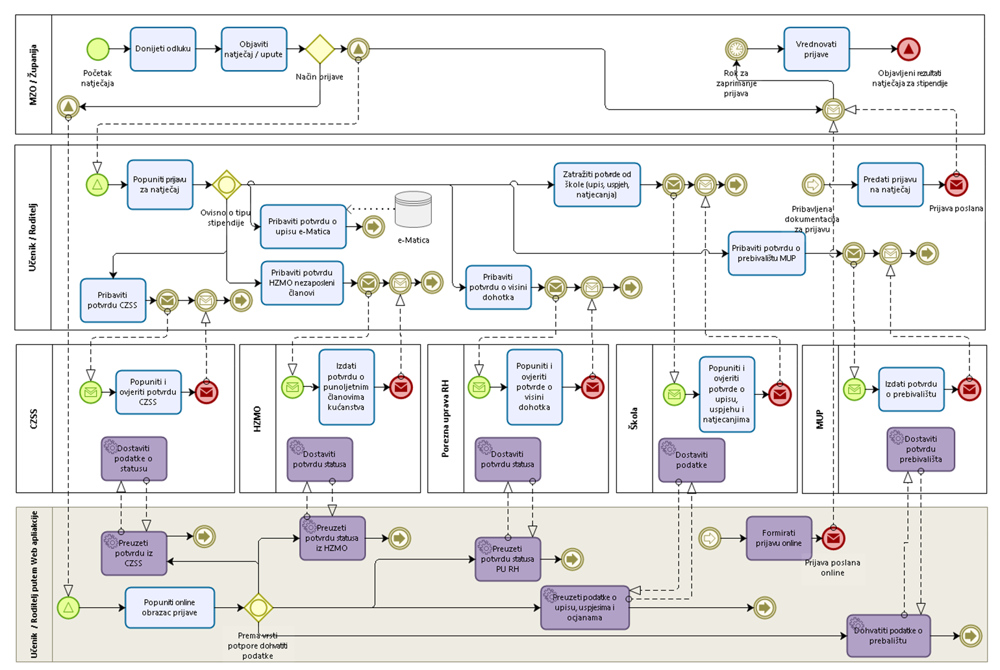 MZO / Županija
Početak
natječaja
Donijeti odluku
Objaviti
natječaj / upute
Način prijave
Rok za
zaprimanje
prijava
Vrednovati
prijave
Objavljeni rezultati
natječaja za stipendije
Učenik / Roditelj
Popuniti prijavu
za natječaj
Ovisno o tipu
stipendije
Pribaviti potvrdu o
upisu e-Matica
e-Matica
Zatražiti potvrde od
škole (upis, uspjeh,
natjecanja)
Pribavljena
dokumentacija
za prijavu
Predati prijavu
na natječaj
Prijava poslana
Pribaviti potvrdu o
prebivalištu MUP
Pribaviti
potvrdu CZSS
Pribaviti potvrdu
HZMO nezaposleni
članovi
Pribaviti
potvrdu o visini
dohotka
CZSS
Popuniti i
ovjeriti potvrdu
CZSS
Dostaviti
podatke o
statusu
HZMO
Izdati
potvrdu o
punoljetnim
članovima
kućanstva
Dostaviti
potvrdu statusa
Porezna uprava RH
Popuniti i
ovjeriti
potvrde o
visini
dohotka
Dostaviti
potvrdu statusa
Škola
Popuniti i
ovjeriti
potvrde o
upisu,
uspjehu i
natjecanjima
Dostaviti
podatke
MUP
Izdati potvrdu
o prebivalištu
Dostaviti
potvrdu
prebivališta
Učenik / Roditelj putem Web apliakcije
Preuzeti
potvrdu iz
CZSS
Preuzeti
potvrdu statusa
iz HZMO
Preuzeti
potvrdu statusa
PU RH
Formirati
prijavu online
Prijava poslana
online
Popuniti online
obrazac prijave
Prema vrsti
potpore dohvatiti
podatke
Preuzeti podatke o
upisu, uspjesima i
ocjanama
Dohvatiti podatke o
prebalištu